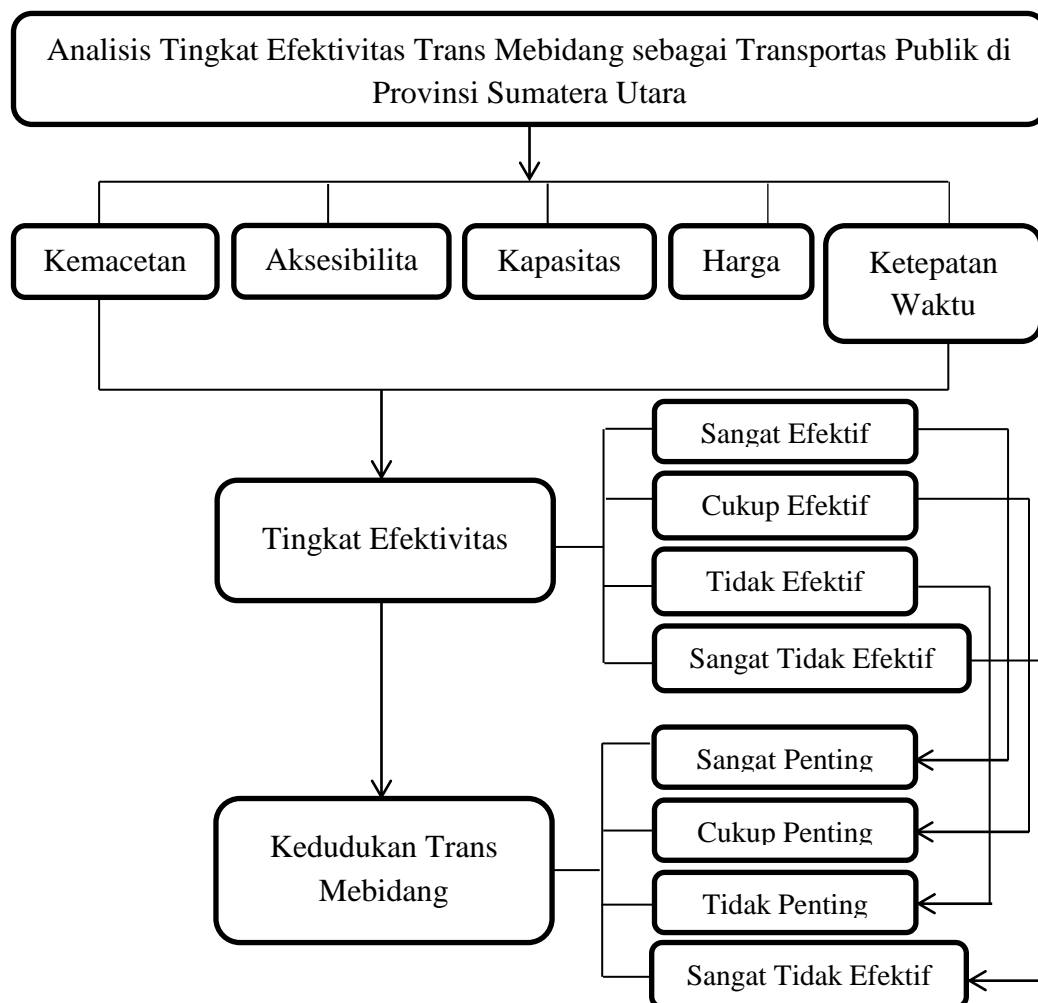 Analisis Tingkat Efektivitas Trans Mebidang sebagai Transportas Publik di
Provinsi Sumatera Utara
Kemacetan
Aksesibilita
Kapasitas
Harga
Ketepatan
Waktu
Sangat Efektif
Cukup Efektif
Tingkat Efektivitas
Tidak Efektif
Sangat Tidak Efektif
Sangat Penting
Cukup Penting
Kedudukan Trans
Mebidang
Tidak Penting
Sangat Tidak Efektif